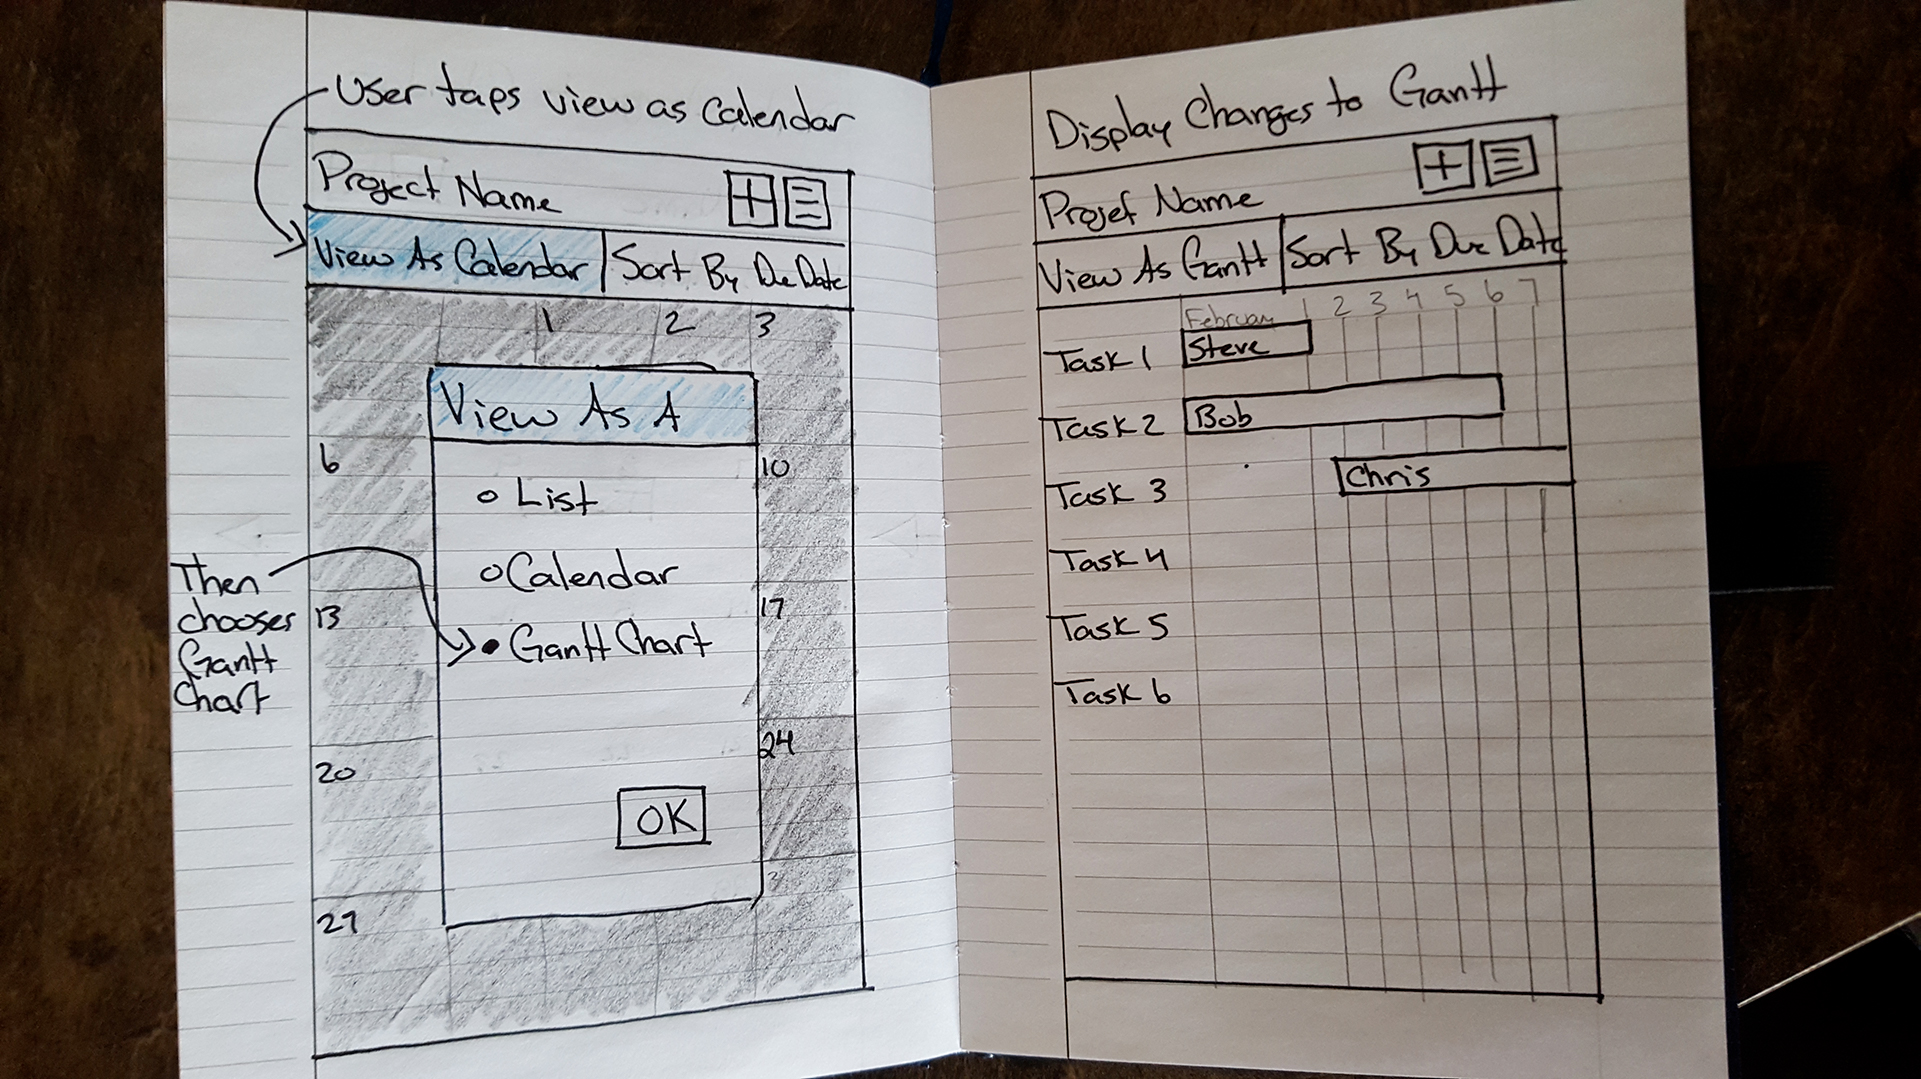 User taps view as Calendar
Project Name
View As Calendar
Sort By Due Date
1
2
3
View As A
6
10
List
Calendar
Then
chooses
Gantt
Chart
13
17
Gantt Chart
24
20
OK
27
Display Changes to Gantt
Projet Name
View As Gantt
Sort By Due Date
February 1 2 3 4 5 6 7
Task 1
Steve
Task 2
Bob
Task 3
Chris
Task 4
Task 5
Task 6